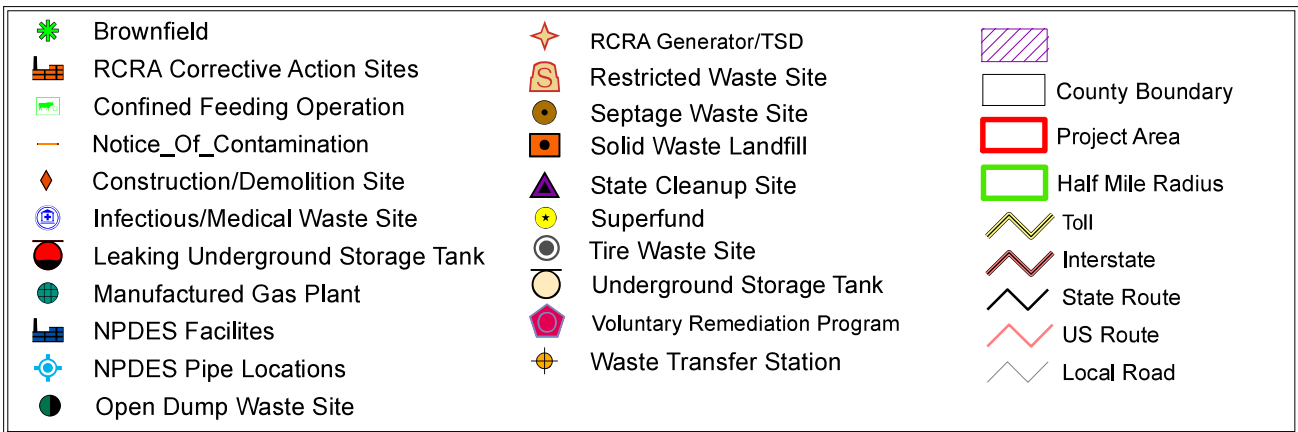 Brownfield
RCRA Corrective Action Sites
Confined Feeding Operation
Notice_Of_Contamination
Construction/Demolition Site
Infectious/Medical Waste Site
Leaking Underground Storage Tank
Manufactured Gas Plant
NPDES Facilites
NPDES Pipe Locations
Open Dump Waste Site
RCRA Generator/TSD
S
Restricted Waste Site
Septage Waste Site
Solid Waste Landfill
State Cleanup Site
Superfund
Tire Waste Site
Underground Storage Tank
Voluntary Remediation Program
Waste Transfer Station
County Boundary
Project Area
Half Mile Radius
Toll
Interstate
State Route
US Route
Local Road